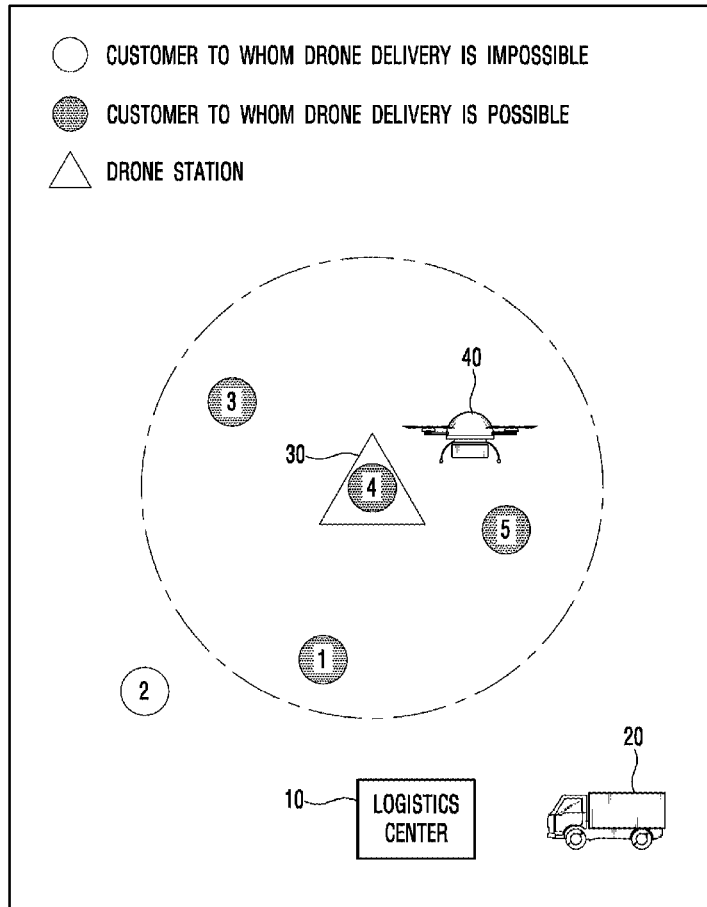 CUSTOMER TO WHOM DRONE DELIVERY IS IMPOSSIBLE
CUSTOMER TO WHOM DRONE DELIVERY IS POSSIBLE
DRONE STATION
40
3
30
4
5
1
2
20
10
LOGISTICS
CENTER